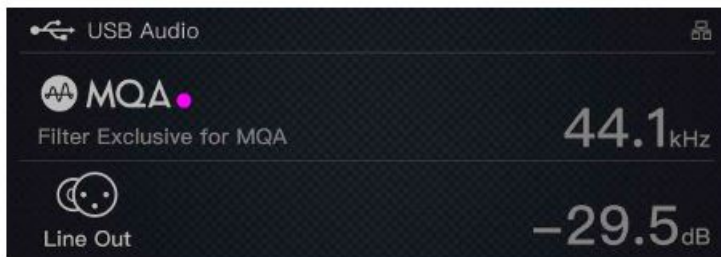 USB Audio
MQA
Filter Exclusive for MQA
44.1kHz
Line Out
-29.5dB